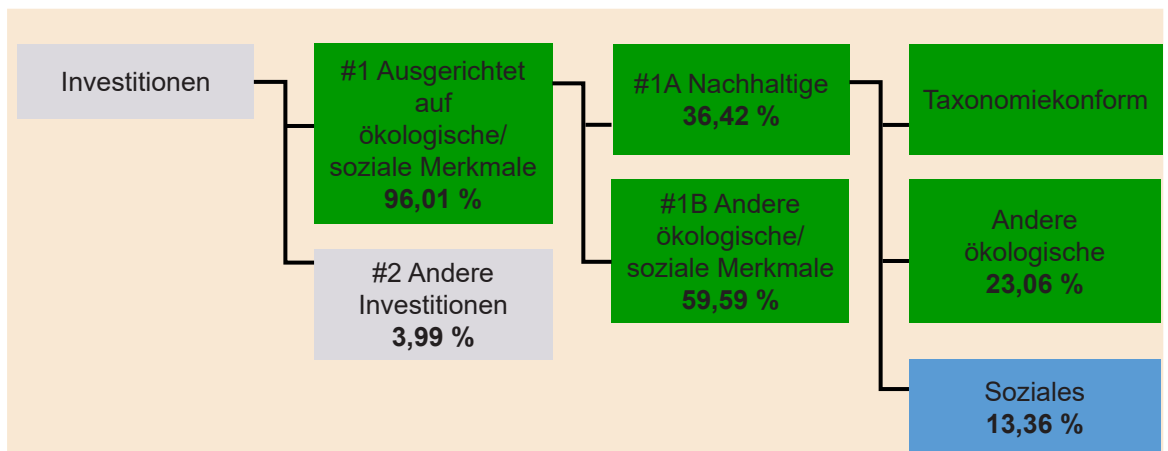 Investitionen
#1 Ausgerichtet
auf
ökologische/
soziale Merkmale
96,01 %
#2 Andere
Investitionen
3,99 %
#1A Nachhaltige
36,42 %
#1B Andere
ökologische/
soziale Merkmale
59,59 %
Taxonomiekonform
Andere
ökologische
23,06 %
Soziales
13,36 %